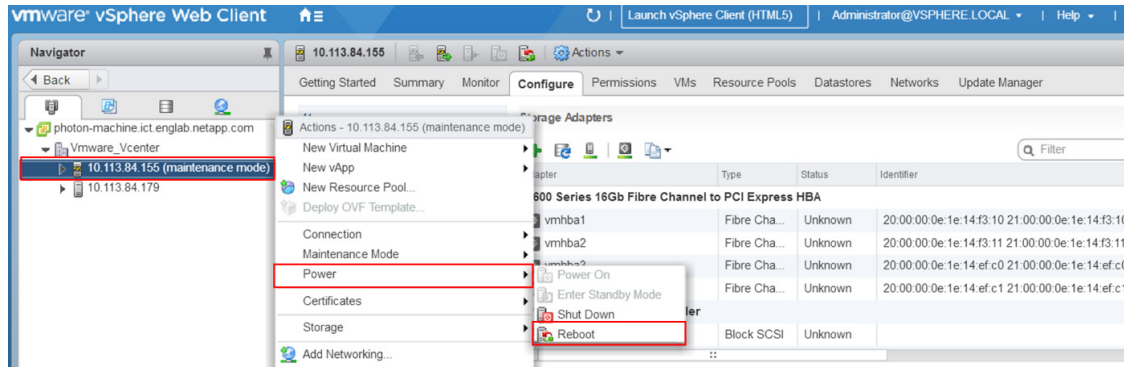 vmware® vSphere Web Client
Launch vSphere Client (HTML5)
Administrator@VSPHERE.LOCAL
Help
Navigator
Back
photon-machine.ict.englab.netapp.com
Vmware_Vcenter
10.113.84.155 (maintenance mode)
10.113.84.179
10.113.84.155
Actions
Getting Started Summary Monitor Configure Permissions VMs Resource Pools Datastores Networks Update Manager
Storage Adapters
Filter
Type Status Identifier
600 Series 16Gb Fibre Channel to PCI Express HBA
vmhba1 Fibre Cha... Unknown 20:00:00:0e:1e:14:f3:10 21:00:00:0e:1e:14:f3:10
vmhba2 Fibre Cha... Unknown 20:00:00:0e:1e:14:f3:11 21:00:00:0e:1e:14:f3:11
Fibre Cha... Unknown 20:00:00:0e:1e:14:ef:c0 21:00:00:0e:1e:14:ef:c0
Fibre Cha... Unknown 20:00:00:0e:1e:14:ef:c1 21:00:00:0e:1e:14:ef:c1
Block SCSI Unknown
Actions - 10.113.84.155 (maintenance mode)
New Virtual Machine
New vApp
New Resource Pool...
Deploy OVF Template...
Connection
Maintenance Mode
Power
Certificates
Storage
Add Networking...
Power On
Enter Standby Mode
Shut Down
Reboot